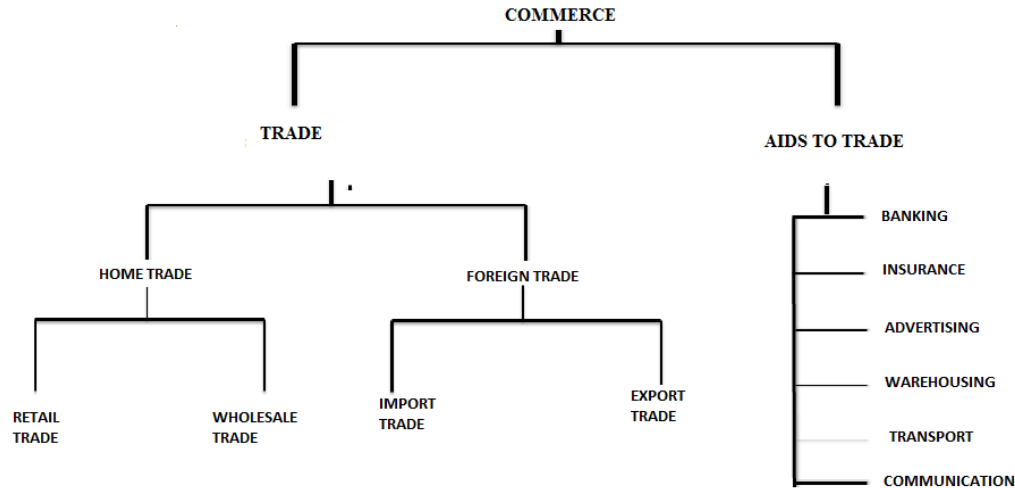 COMMERCE
TRADE
AIDS TO TRADE
BANKING
HOME TRADE
FOREIGN TRADE
INSURANCE
ADVERTISING
WAREHOUSING
RETAIL
TRADE
WHOLESALE
TRADE
IMPORT
TRADE
EXPORT
TRADE
TRANSPORT
COMMUNICATION